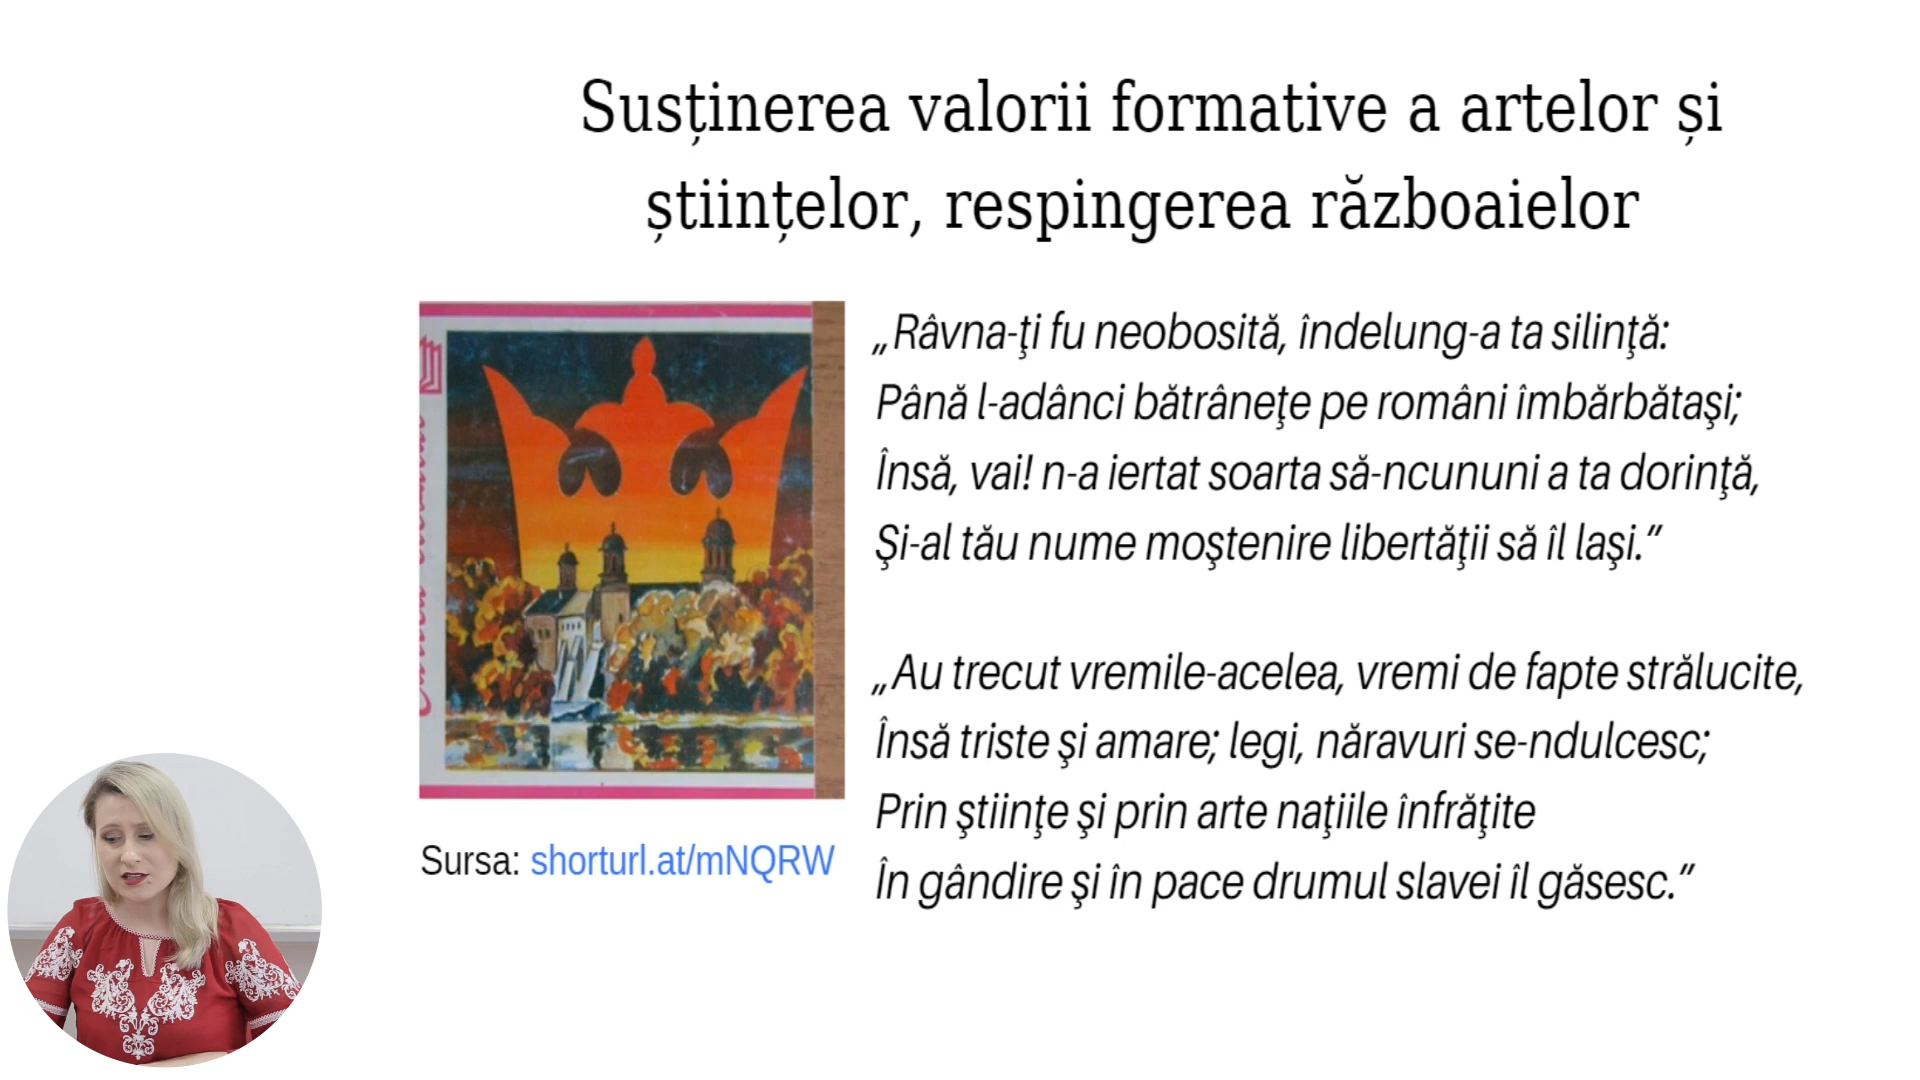 Susținerea valorii formative a artelor și
științelor, respingerea războaielor
„Râvna-ţi fu neobosită, îndelung-a ta silinţă:
Până l-adânci bătrâneţe pe români îmbărbătaşi;
Însă, vai! n-a iertat soarta să-ncununi a ta dorinţă,
Şi-al tău nume moştenire libertăţii să îl laşi.”
„Au trecut vremile-acelea, vremi de fapte strălucite,
Însă triste şi amare; legi, năravuri se-ndulcesc;
Prin ştiinţe şi prin arte naţiile înfrăţite
În gândire şi în pace drumul slavei îl găsesc.”
Sursa: shorturl.at/mNQRW